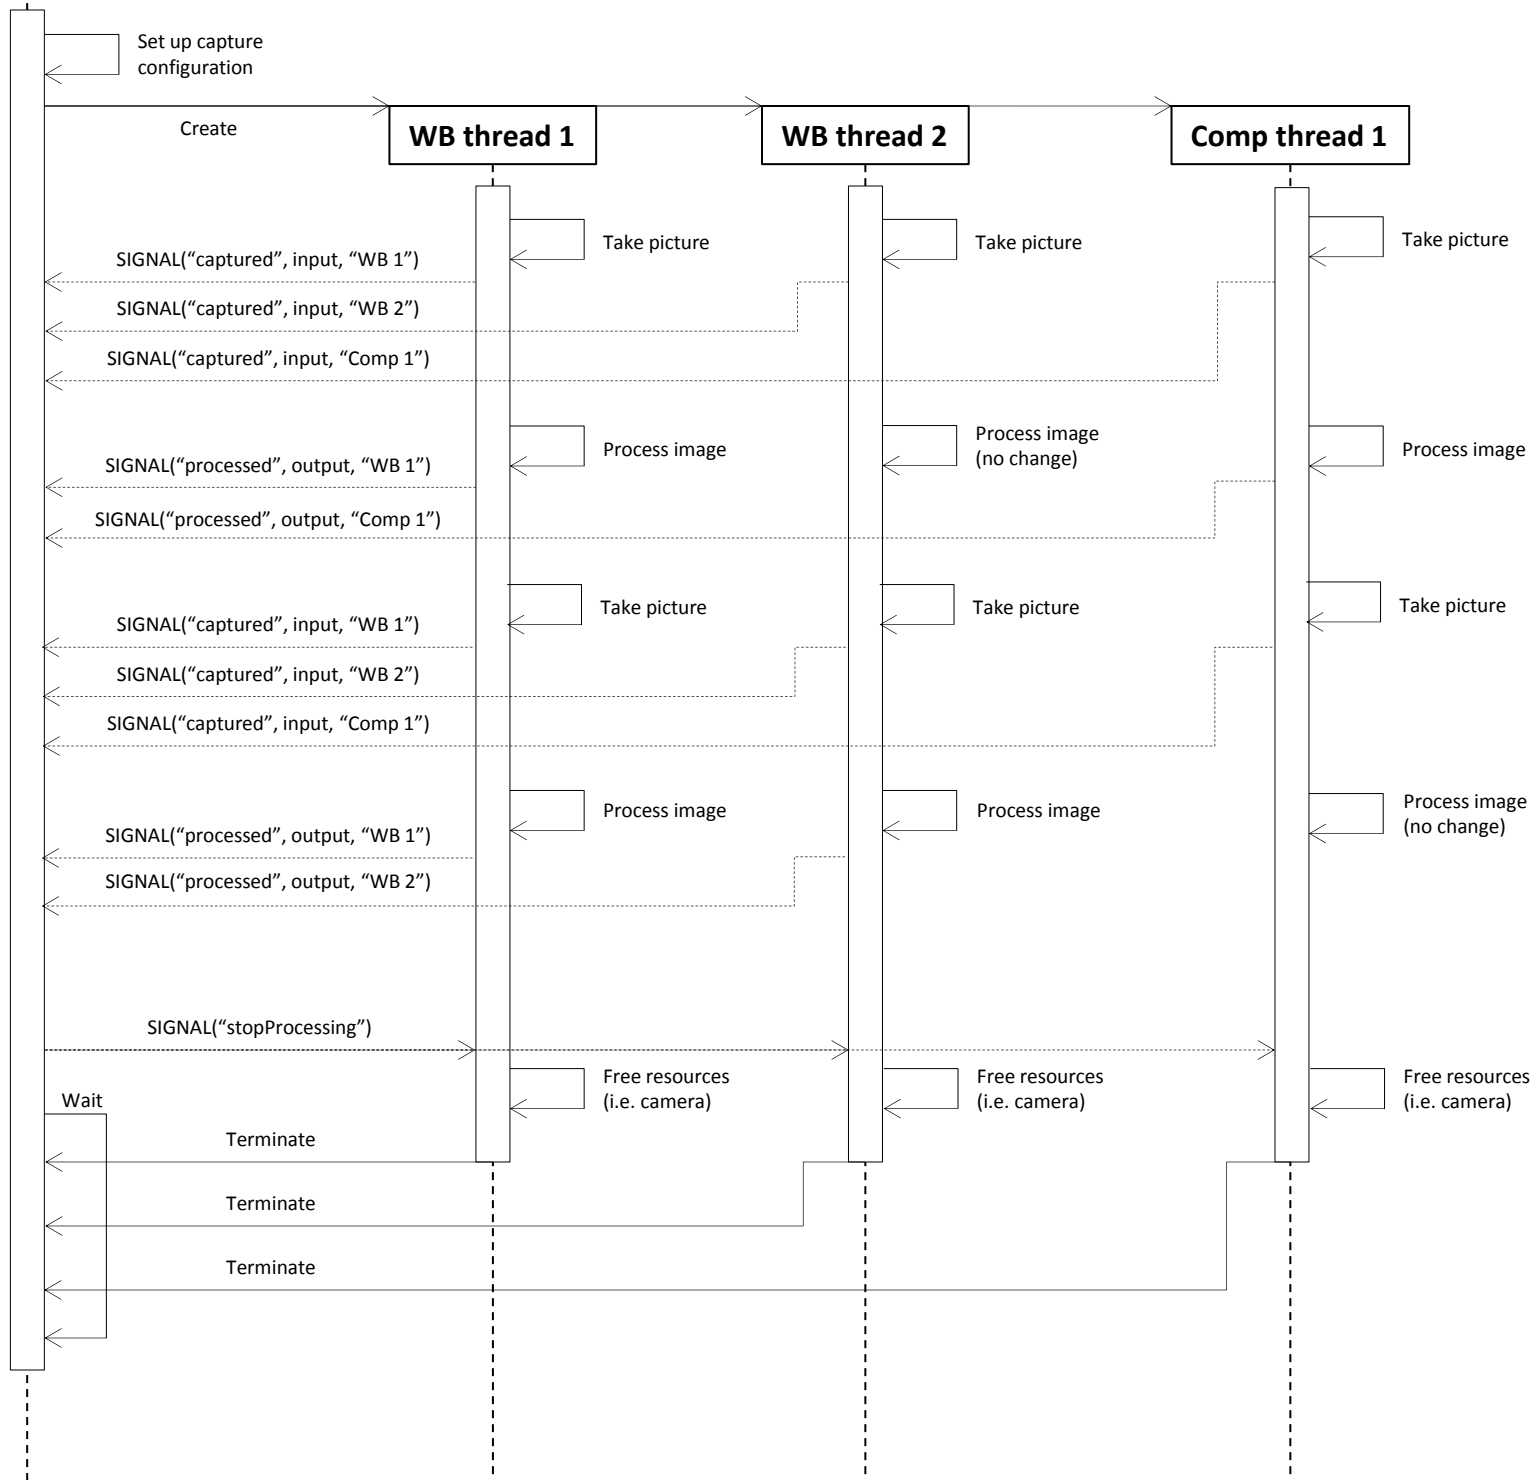 Set up capture
configuration
Create
WB thread 1
WB thread 2
Comp thread 1
Take picture
Take picture
Take picture
SIGNAL(“captured”, input, “WB 1”)
SIGNAL(“captured”, input, “WB 2”)
SIGNAL(“captured”, input, “Comp 1”)
Process image
Process image
(no change)
Process image
SIGNAL(“processed”, output, “WB 1”)
SIGNAL(“processed”, output, “Comp 1”)
Take picture
Take picture
Take picture
SIGNAL(“captured”, input, “WB 1”)
SIGNAL(“captured”, input, “WB 2”)
SIGNAL(“captured”, input, “Comp 1”)
Process image
Process image
Process image
(no change)
SIGNAL(“processed”, output, “WB 1”)
SIGNAL(“processed”, output, “WB 2”)
SIGNAL(“stopProcessing”)
Free resources
(i.e. camera)
Free resources
(i.e. camera)
Free resources
(i.e. camera)
Wait
Terminate
Terminate
Terminate